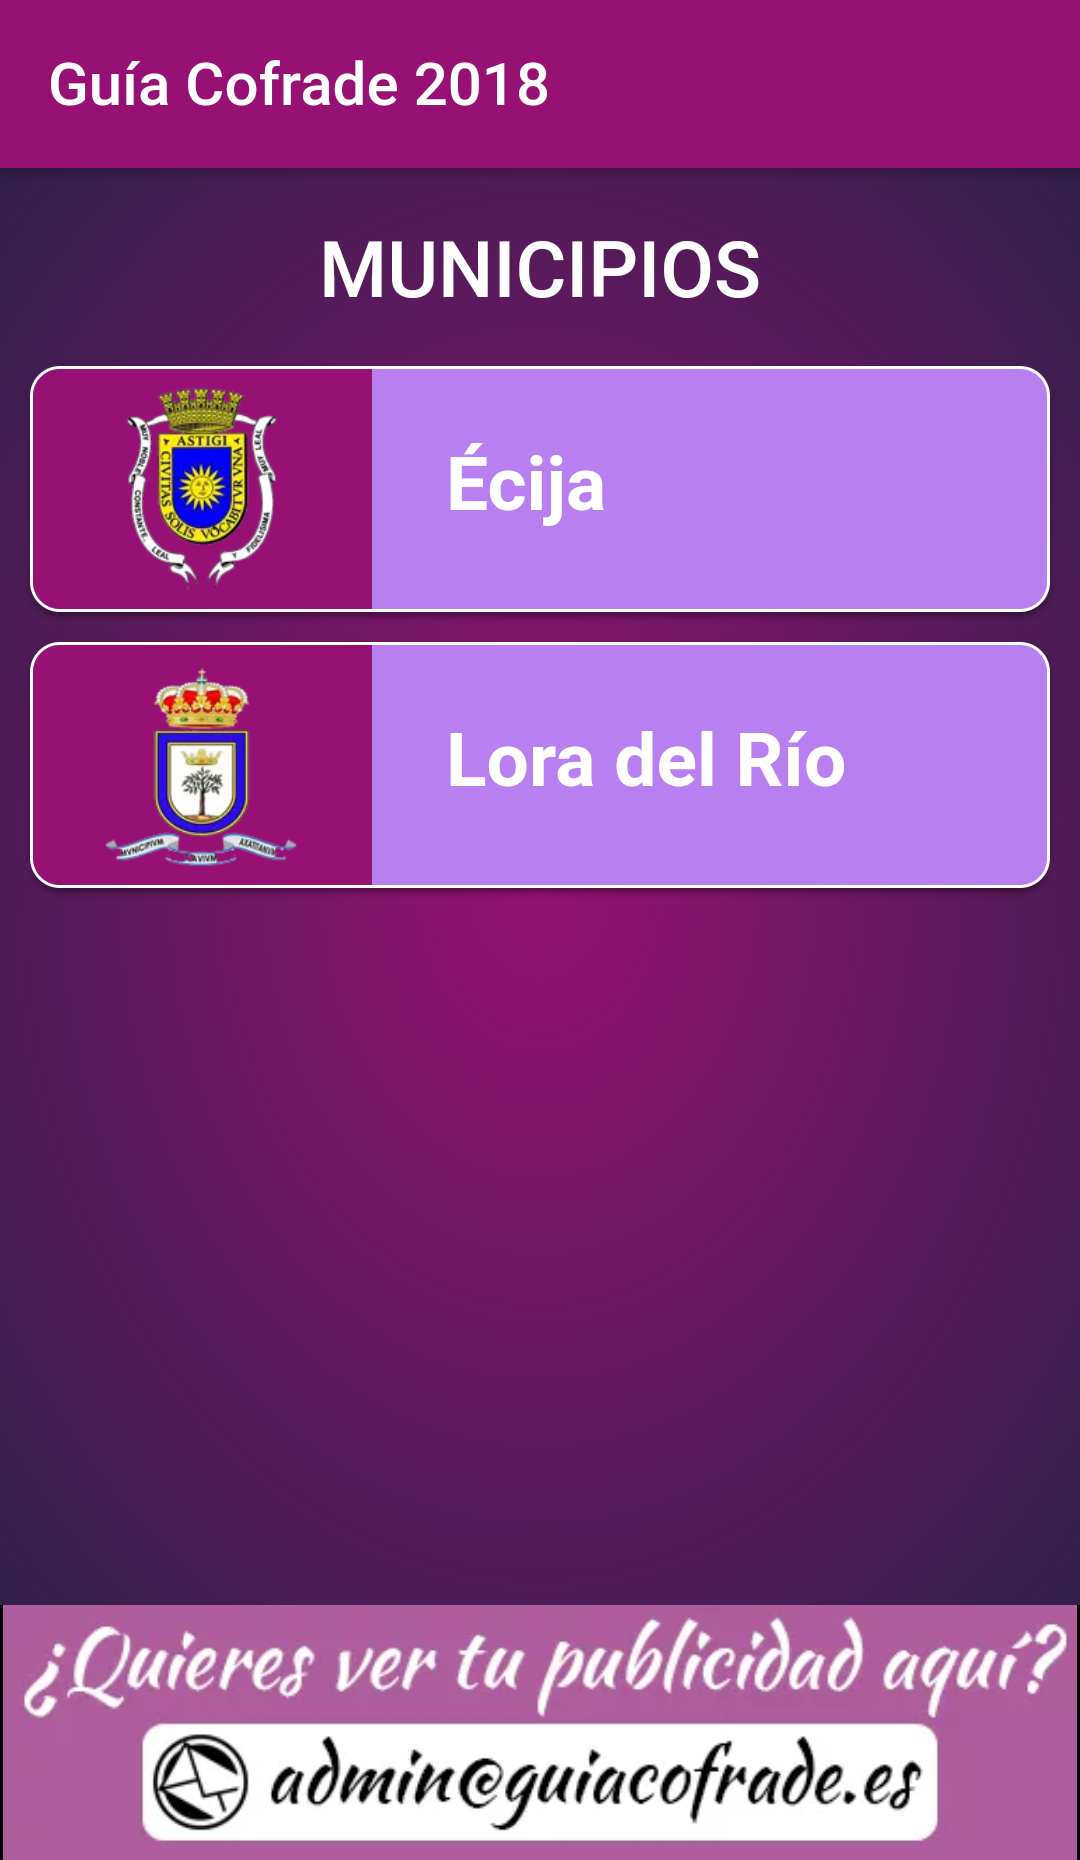 Guía Cofrade 2018
MUNICIPIOS
ASTIGI
CIVITAS SOLIS VOCABITVR VNA
MUY NOBLE
CONSTANTE, LEAL
Y FIDELISIMA
MUY LEAL
Écija
MVNICIPIVM
AXATITANVM
Lora del Río
¿Quieres ver tu publicidad aquí?
admin@guiacofrade.es